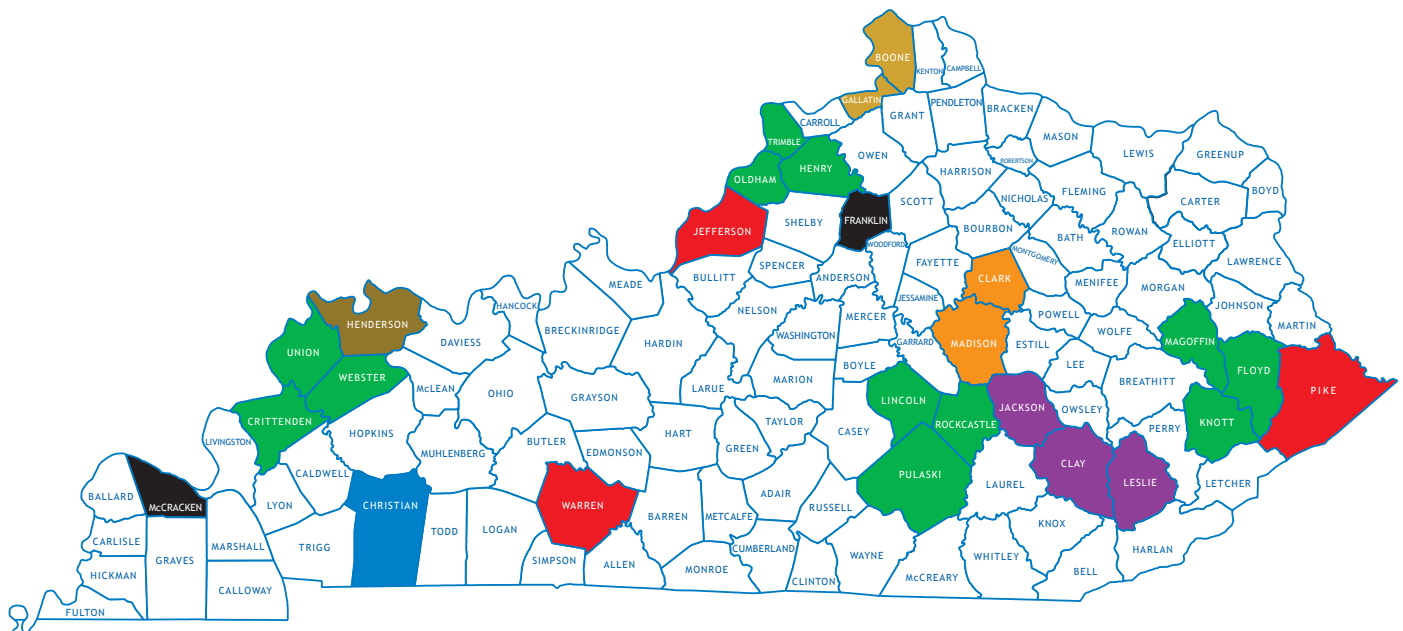 BOONE
KENTON
CAMPBELL
GALLATIN
CARROLL
GRANT
PENDLETON
BRACKEN
MASON
LEWIS
GREENUP
TRIMBLE
OWEN
ROBERTSON
HENRY
HARRISON
OLDHAM
FLEMING
BOYD
NICHOLAS
CARTER
SCOTT
FRANKLIN
SHELBY
JEFFERSON
BOURBON
ROWAN
BATH
ELLIOTT
WOODFORD
MONTGOMERY
FAYETTE
LAWRENCE
SPENCER
BULLITT
ANDERSON
CLARK
MENIFEE
MORGAN
MEADE
JESSAMINE
HANCOCK
JOHNSON
NELSON
MERCER
POWELL
HENDERSON
MARTIN
BRECKINRIDGE
WASHINGTON
WOLFE
DAVIESS
HARDIN
GARRARD
MADISON
ESTILL
MAGOFFIN
UNION
BOYLE
LEE
FLOYD
WEBSTER
MARION
BREATHITT
McLEAN
LARUE
PIKE
OHIO
GRAYSON
LINCOLN
JACKSON
OWSLEY
CRITTENDEN
TAYLOR
ROCKCASTLE
KNOTT
PERRY
HOPKINS
HART
CASEY
LIVINGSTON
BUTLER
GREEN
MUHLENBERG
EDMONSON
CLAY
CALDWELL
PULASKI
LESLIE
LAUREL
LETCHER
BALLARD
ADAIR
LYON
CHRISTIAN
WARREN
McCRACKEN
RUSSELL
BARREN
METCALFE
KNOX
TODD
LOGAN
CARLISLE
MARSHALL
TRIGG
CUMBERLAND
HARLAN
WAYNE
WHITLEY
GRAVES
SIMPSON
ALLEN
MONROE
BELL
HICKMAN
McCREARY
CLINTON
CALLOWAY
FULTON